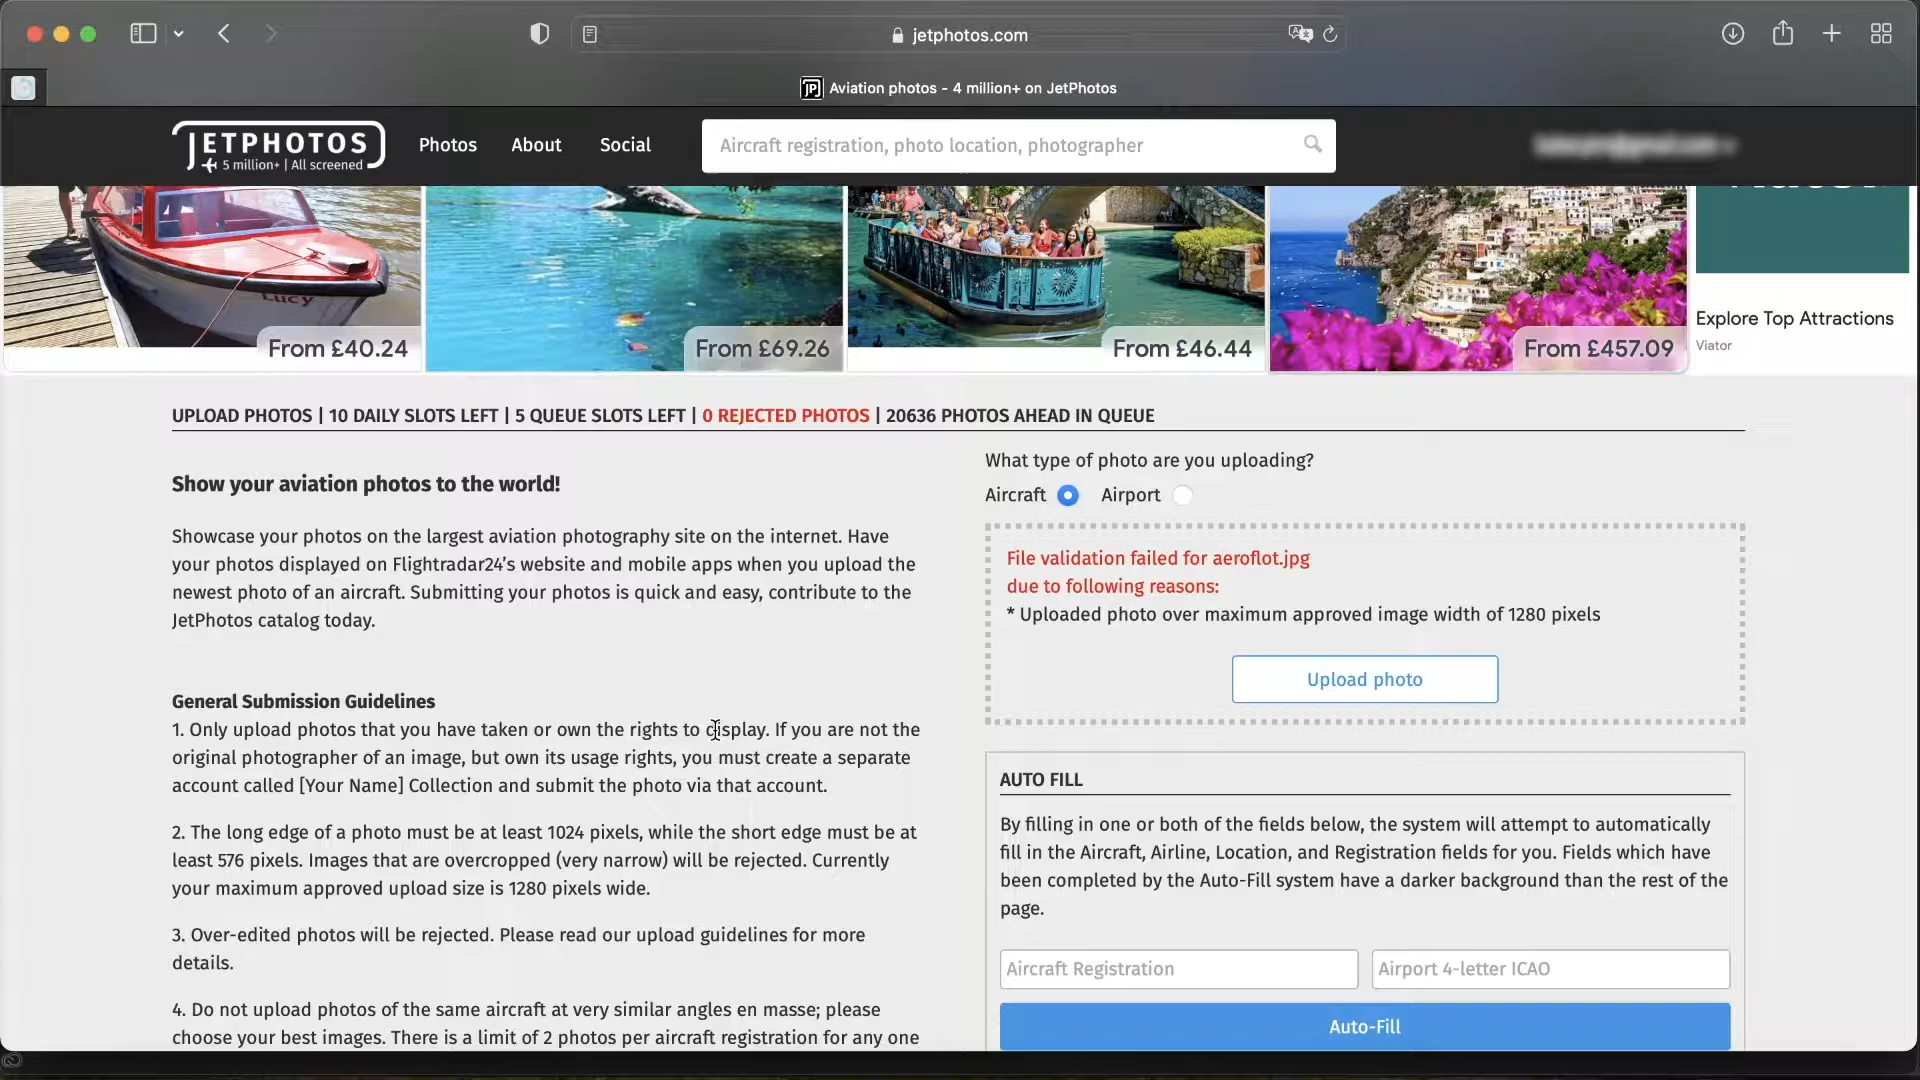 jetphotos.com
Aviation photos - 4 million+ on JetPhotos
JETPHOTOS
5 million+ | All screened
Photos
About
Social
Aircraft registration, photo location, photographer
Lucy
From £40.24
From £69.26
From £46.44
From £457.09
Explore Top Attractions
Viator
UPLOAD PHOTOS | 10 DAILY SLOTS LEFT | 5 QUEUE SLOTS LEFT | 0 REJECTED PHOTOS | 20636 PHOTOS AHEAD IN QUEUE
Show your aviation photos to the world!
Showcase your photos on the largest aviation photography site on the internet. Have
your photos displayed on Flightradar24's website and mobile apps when you upload the
newest photo of an aircraft. Submitting your photos is quick and easy, contribute to the
JetPhotos catalog today.
General Submission Guidelines
1. Only upload photos that you have taken or own the rights to display. If you are not the
original photographer of an image, but own its usage rights, you must create a separate
account called [Your Name] Collection and submit the photo via that account.
2. The long edge of a photo must be at least 1024 pixels, while the short edge must be at
least 576 pixels. Images that are overcropped (very narrow) will be rejected. Currently
your maximum approved upload size is 1280 pixels wide.
3. Over-edited photos will be rejected. Please read our upload guidelines for more
details.
4. Do not upload photos of the same aircraft at very similar angles en masse; please
choose your best images. There is a limit of 2 photos per aircraft registration for any one
What type of photo are you uploading?
Aircraft
Airport
File validation failed for aeroflot.jpg
due to following reasons:
* Uploaded photo over maximum approved image width of 1280 pixels
Upload photo
AUTO FILL
By filling in one or both of the fields below, the system will attempt to automatically
fill in the Aircraft, Airline, Location, and Registration fields for you. Fields which have
been completed by the Auto-Fill system have a darker background than the rest of the
page.
Aircraft Registration
Airport 4-letter ICAO
Auto-Fill